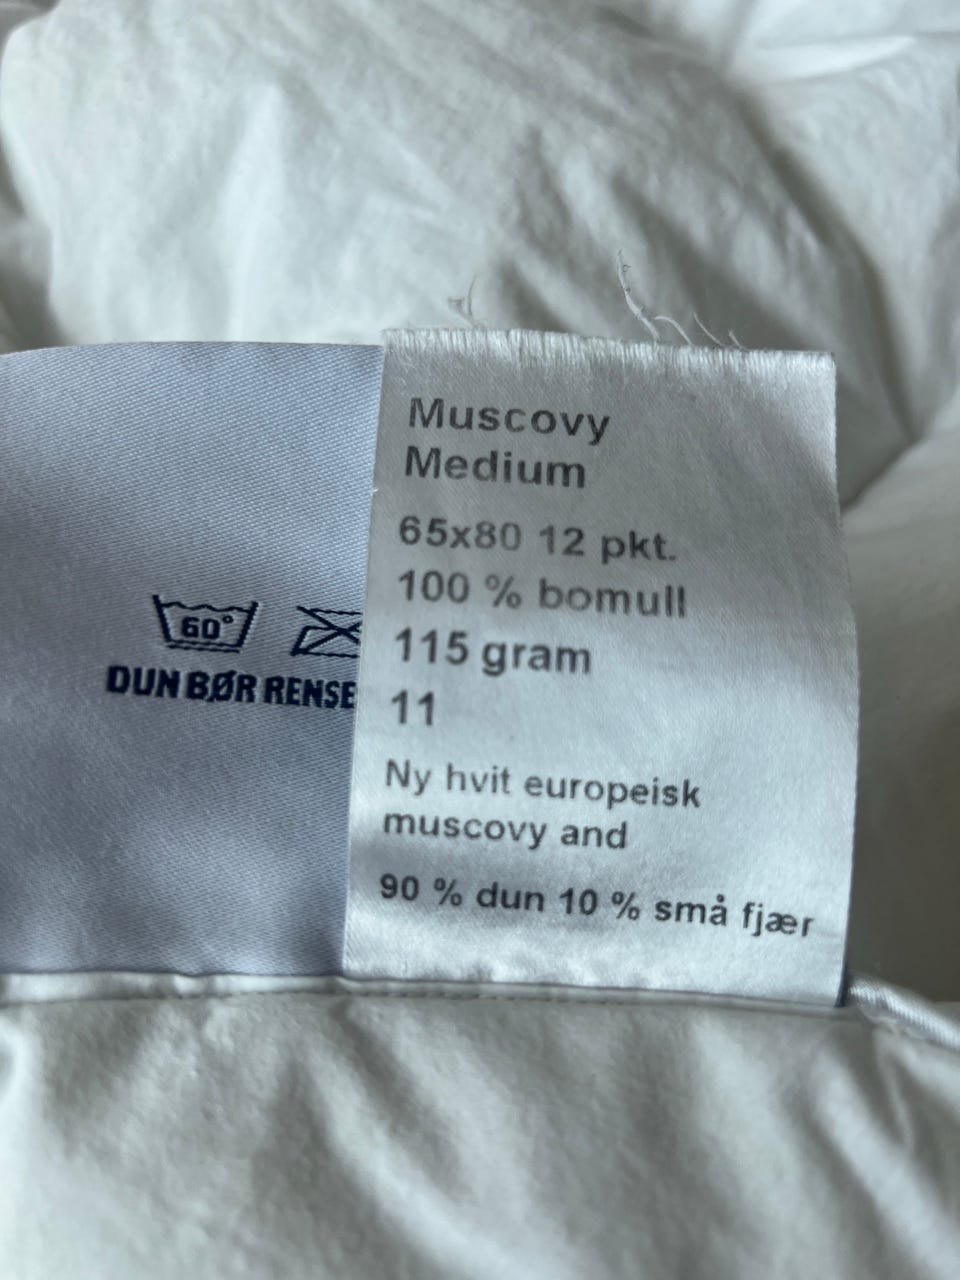 Muscovy
Medium
65x80 12 pkt.
100 % bomull
115 gram
11
Ny hvit europeisk
muscovy and
90 % dun 10 % små fjær
60°
DUN BØR RENSE